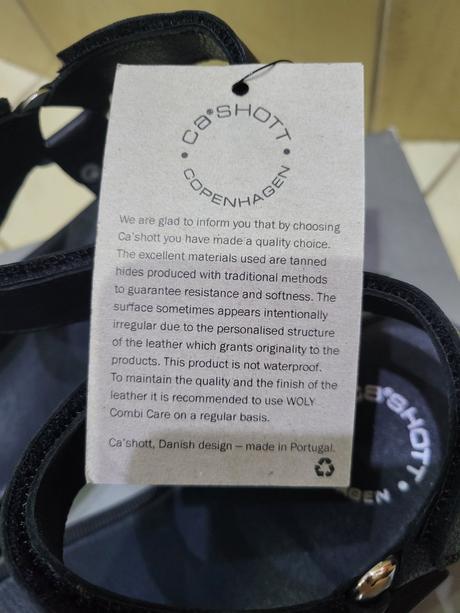 Ca'SHOTT
COPENHAGEN
We are glad to inform you that by choosing
Ca'shott you have made a quality choice.
The excellent materials used are tanned
hides produced with traditional methods
to guarantee resistance and softness. The
surface sometimes appears intentionally
irregular due to the personalised structure
of the leather which grants originality to the
products. This product is not waterproof.
To maintain the quality and the finish of the
leather it is recommended to use WOLY
Combi Care on a regular basis.
Ca'shott, Danish design – made in Portugal.
Ca'SHOTT
GEN